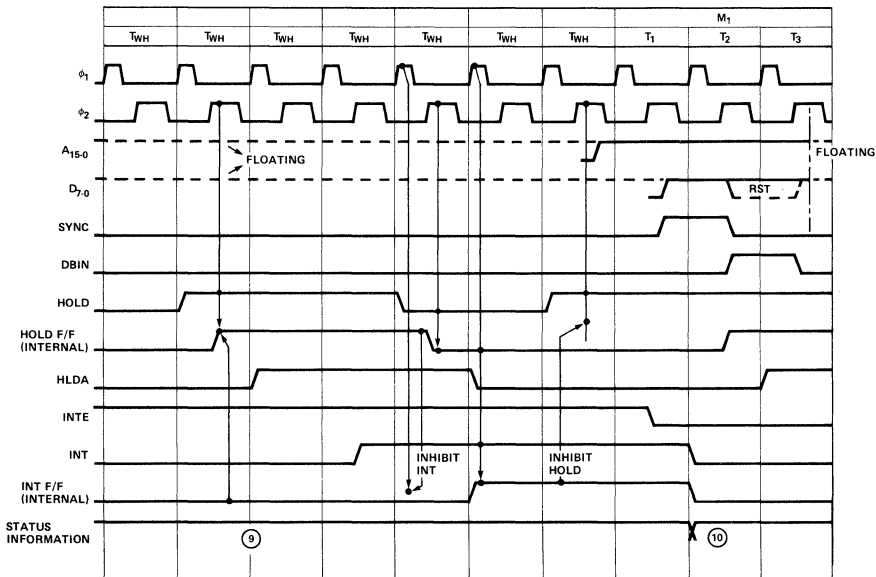 M₁
TWH TWH TWH TWH TWH TWH TWH T₁ T₂ T₃
ϕ₁
ϕ₂
A₁₅₋₀
FLOATING
FLOATING
D₇₋₀
RST
SYNC
DBIN
HOLD
HOLD F/F
(INTERNAL)
HLDA
INTE
INT
INHIBIT
INT
INHIBIT
HOLD
INT F/F
(INTERNAL)
STATUS
INFORMATION
9
10